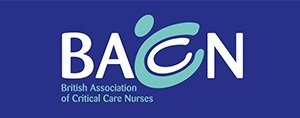 BACCN
British Association
of Critical Care Nurses